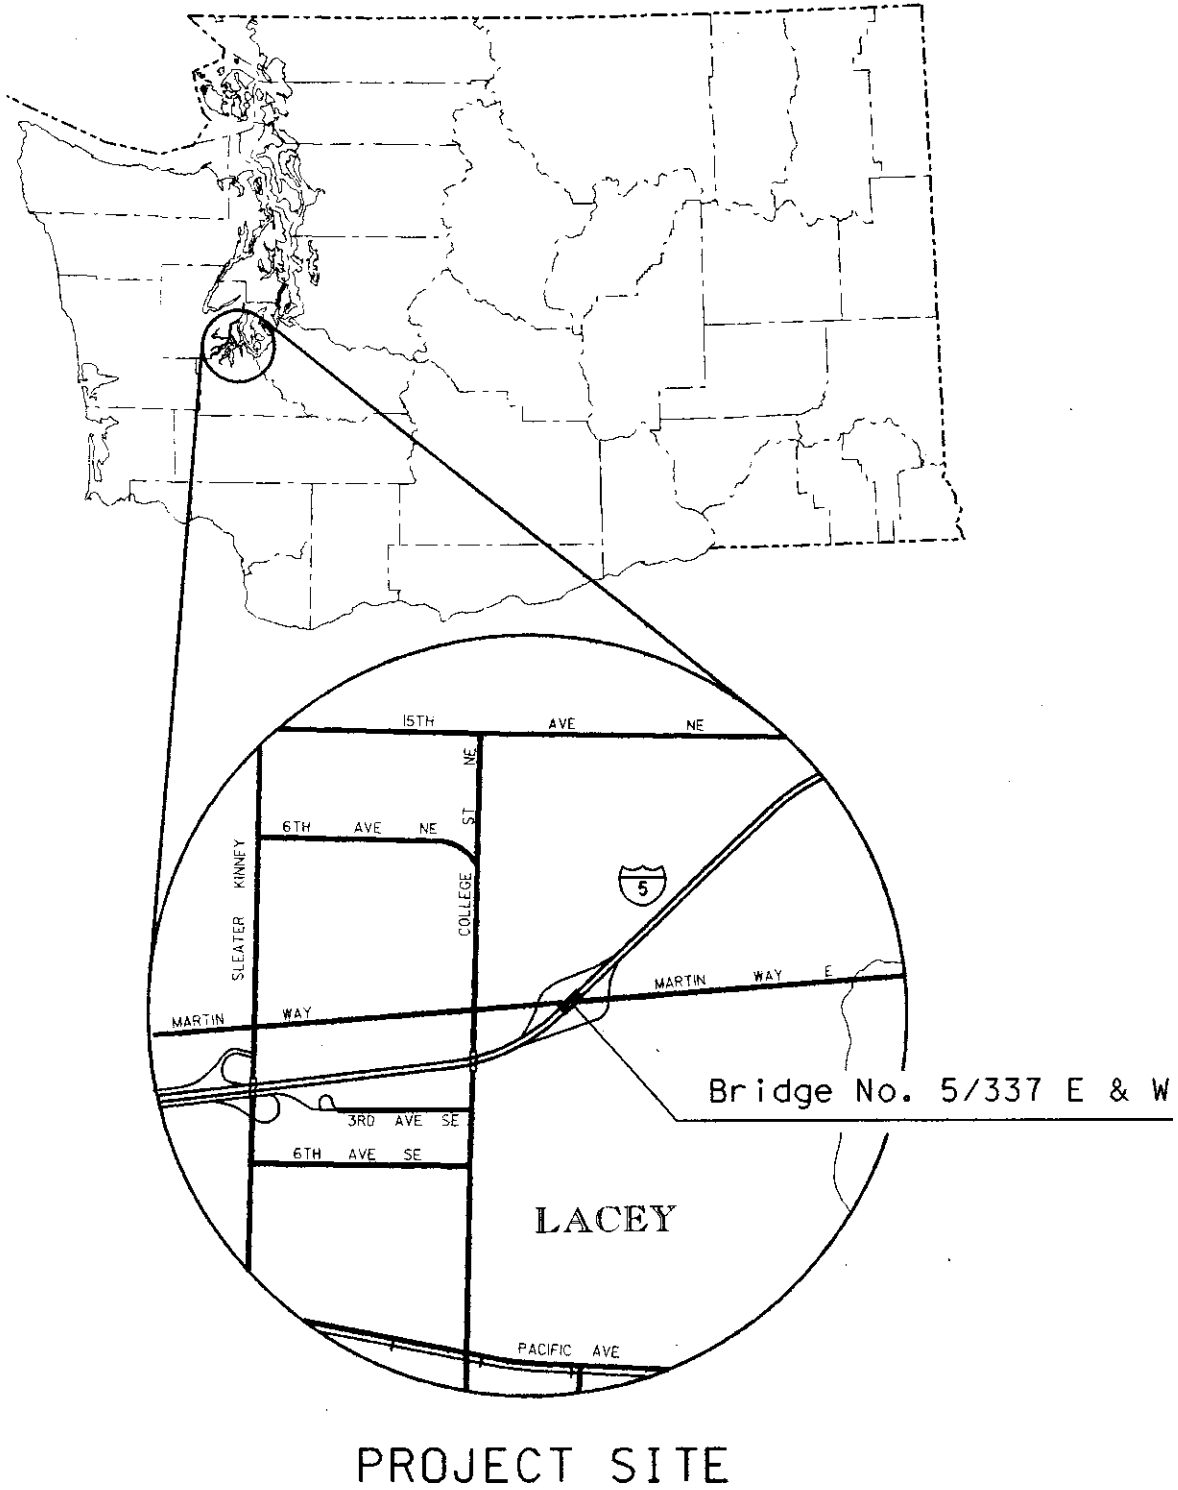 15TH AVE NE
COLLEGE ST NE
6TH AVE NE
SLEATER KINNEY
5
MARTIN WAY E
MARTIN WAY
Bridge No. 5/337 E & W
3RD AVE SE
6TH AVE SE
LACEY
PACIFIC AVE
PROJECT SITE